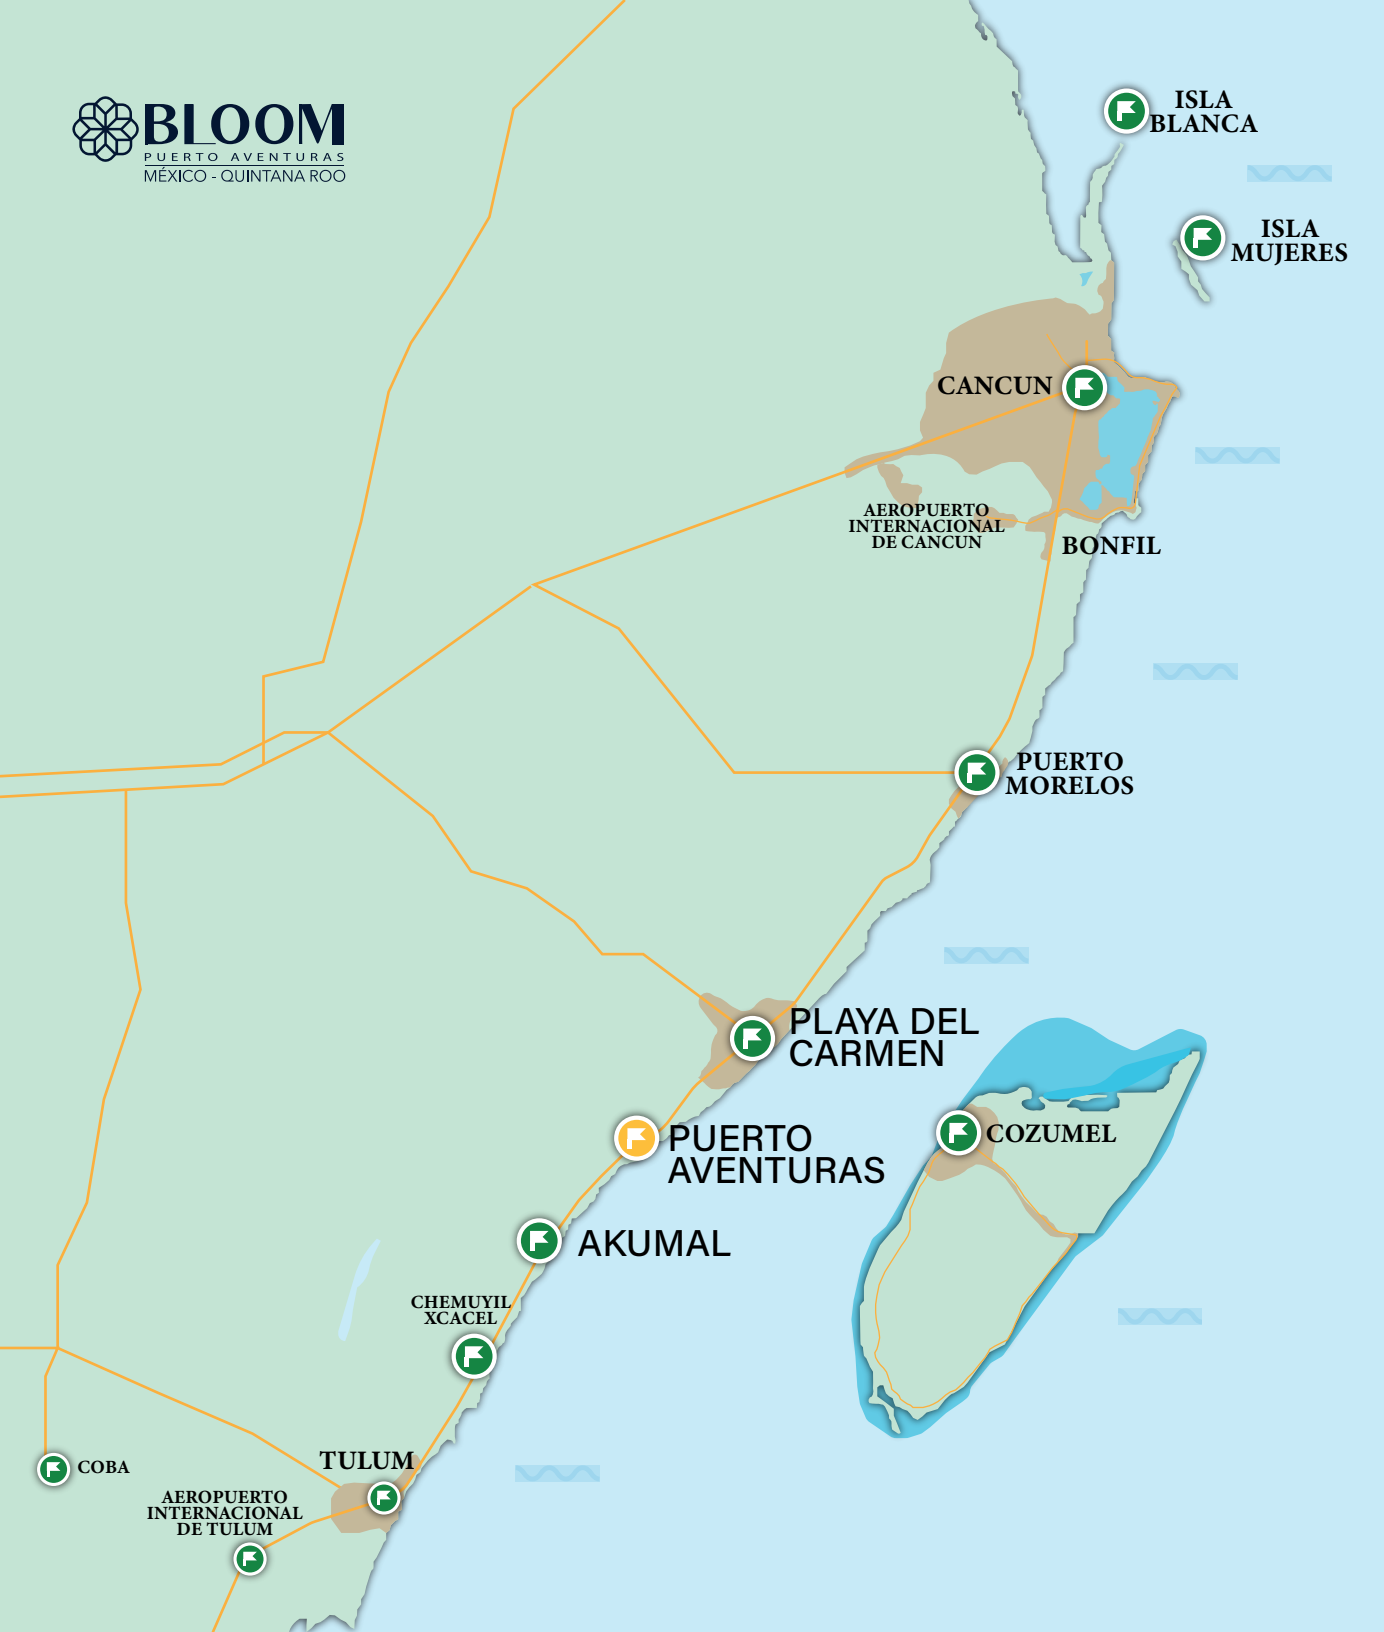 BLOOM
PUERTO AVENTURAS
MÉXICO - QUINTANA ROO
ISLA
BLANCA
ISLA
MUJERES
CANCUN
AEROPUERTO
INTERNACIONAL
DE CANCUN
BONFIL
PUERTO
MORELOS
PLAYA DEL
CARMEN
PUERTO
AVENTURAS
COZUMEL
AKUMAL
CHEMUYIL
XCACEL
TULUM
COBA
AEROPUERTO
INTERNACIONAL
DE TULUM